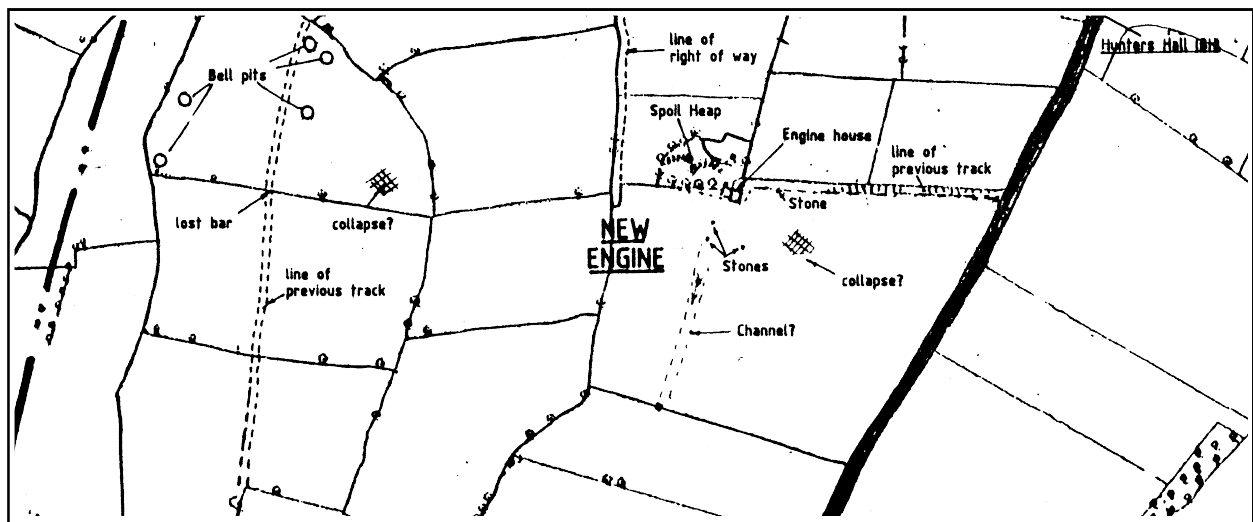 Hunters Hall
line of
right of way
Bell pits
Spoil Heap
Engine house
line of
previous track
lost bar
collapse?
Stone
NEW
ENGINE
Stones
line of
previous track
collapse?
Channel?